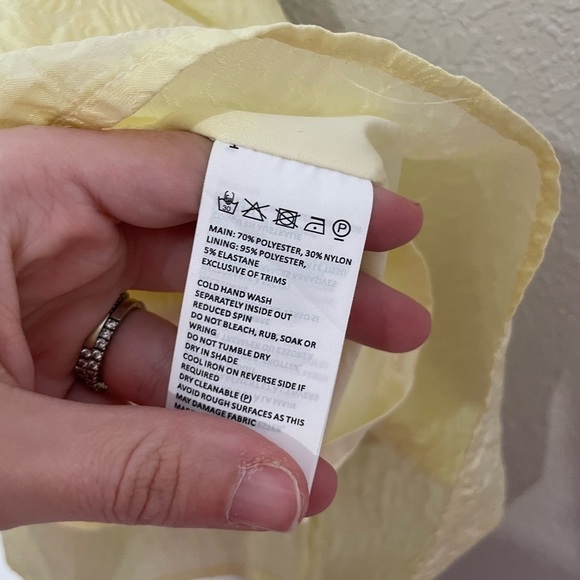 30 P
MAIN: 70% POLYESTER, 30% NYLON
LINING: 95% POLYESTER,
5% ELASTANE
EXCLUSIVE OF TRIMS
COLD HAND WASH
SEPARATELY INSIDE OUT
REDUCED SPIN
DO NOT BLEACH, RUB, SOAK OR
WRING
DO NOT TUMBLE DRY
DRY IN SHADE
COOL IRON ON REVERSE SIDE IF
REQUIRED
DRY CLEANABLE (P)
AVOID ROUGH SURFACES AS THIS
MAY DAMAGE FABRIC